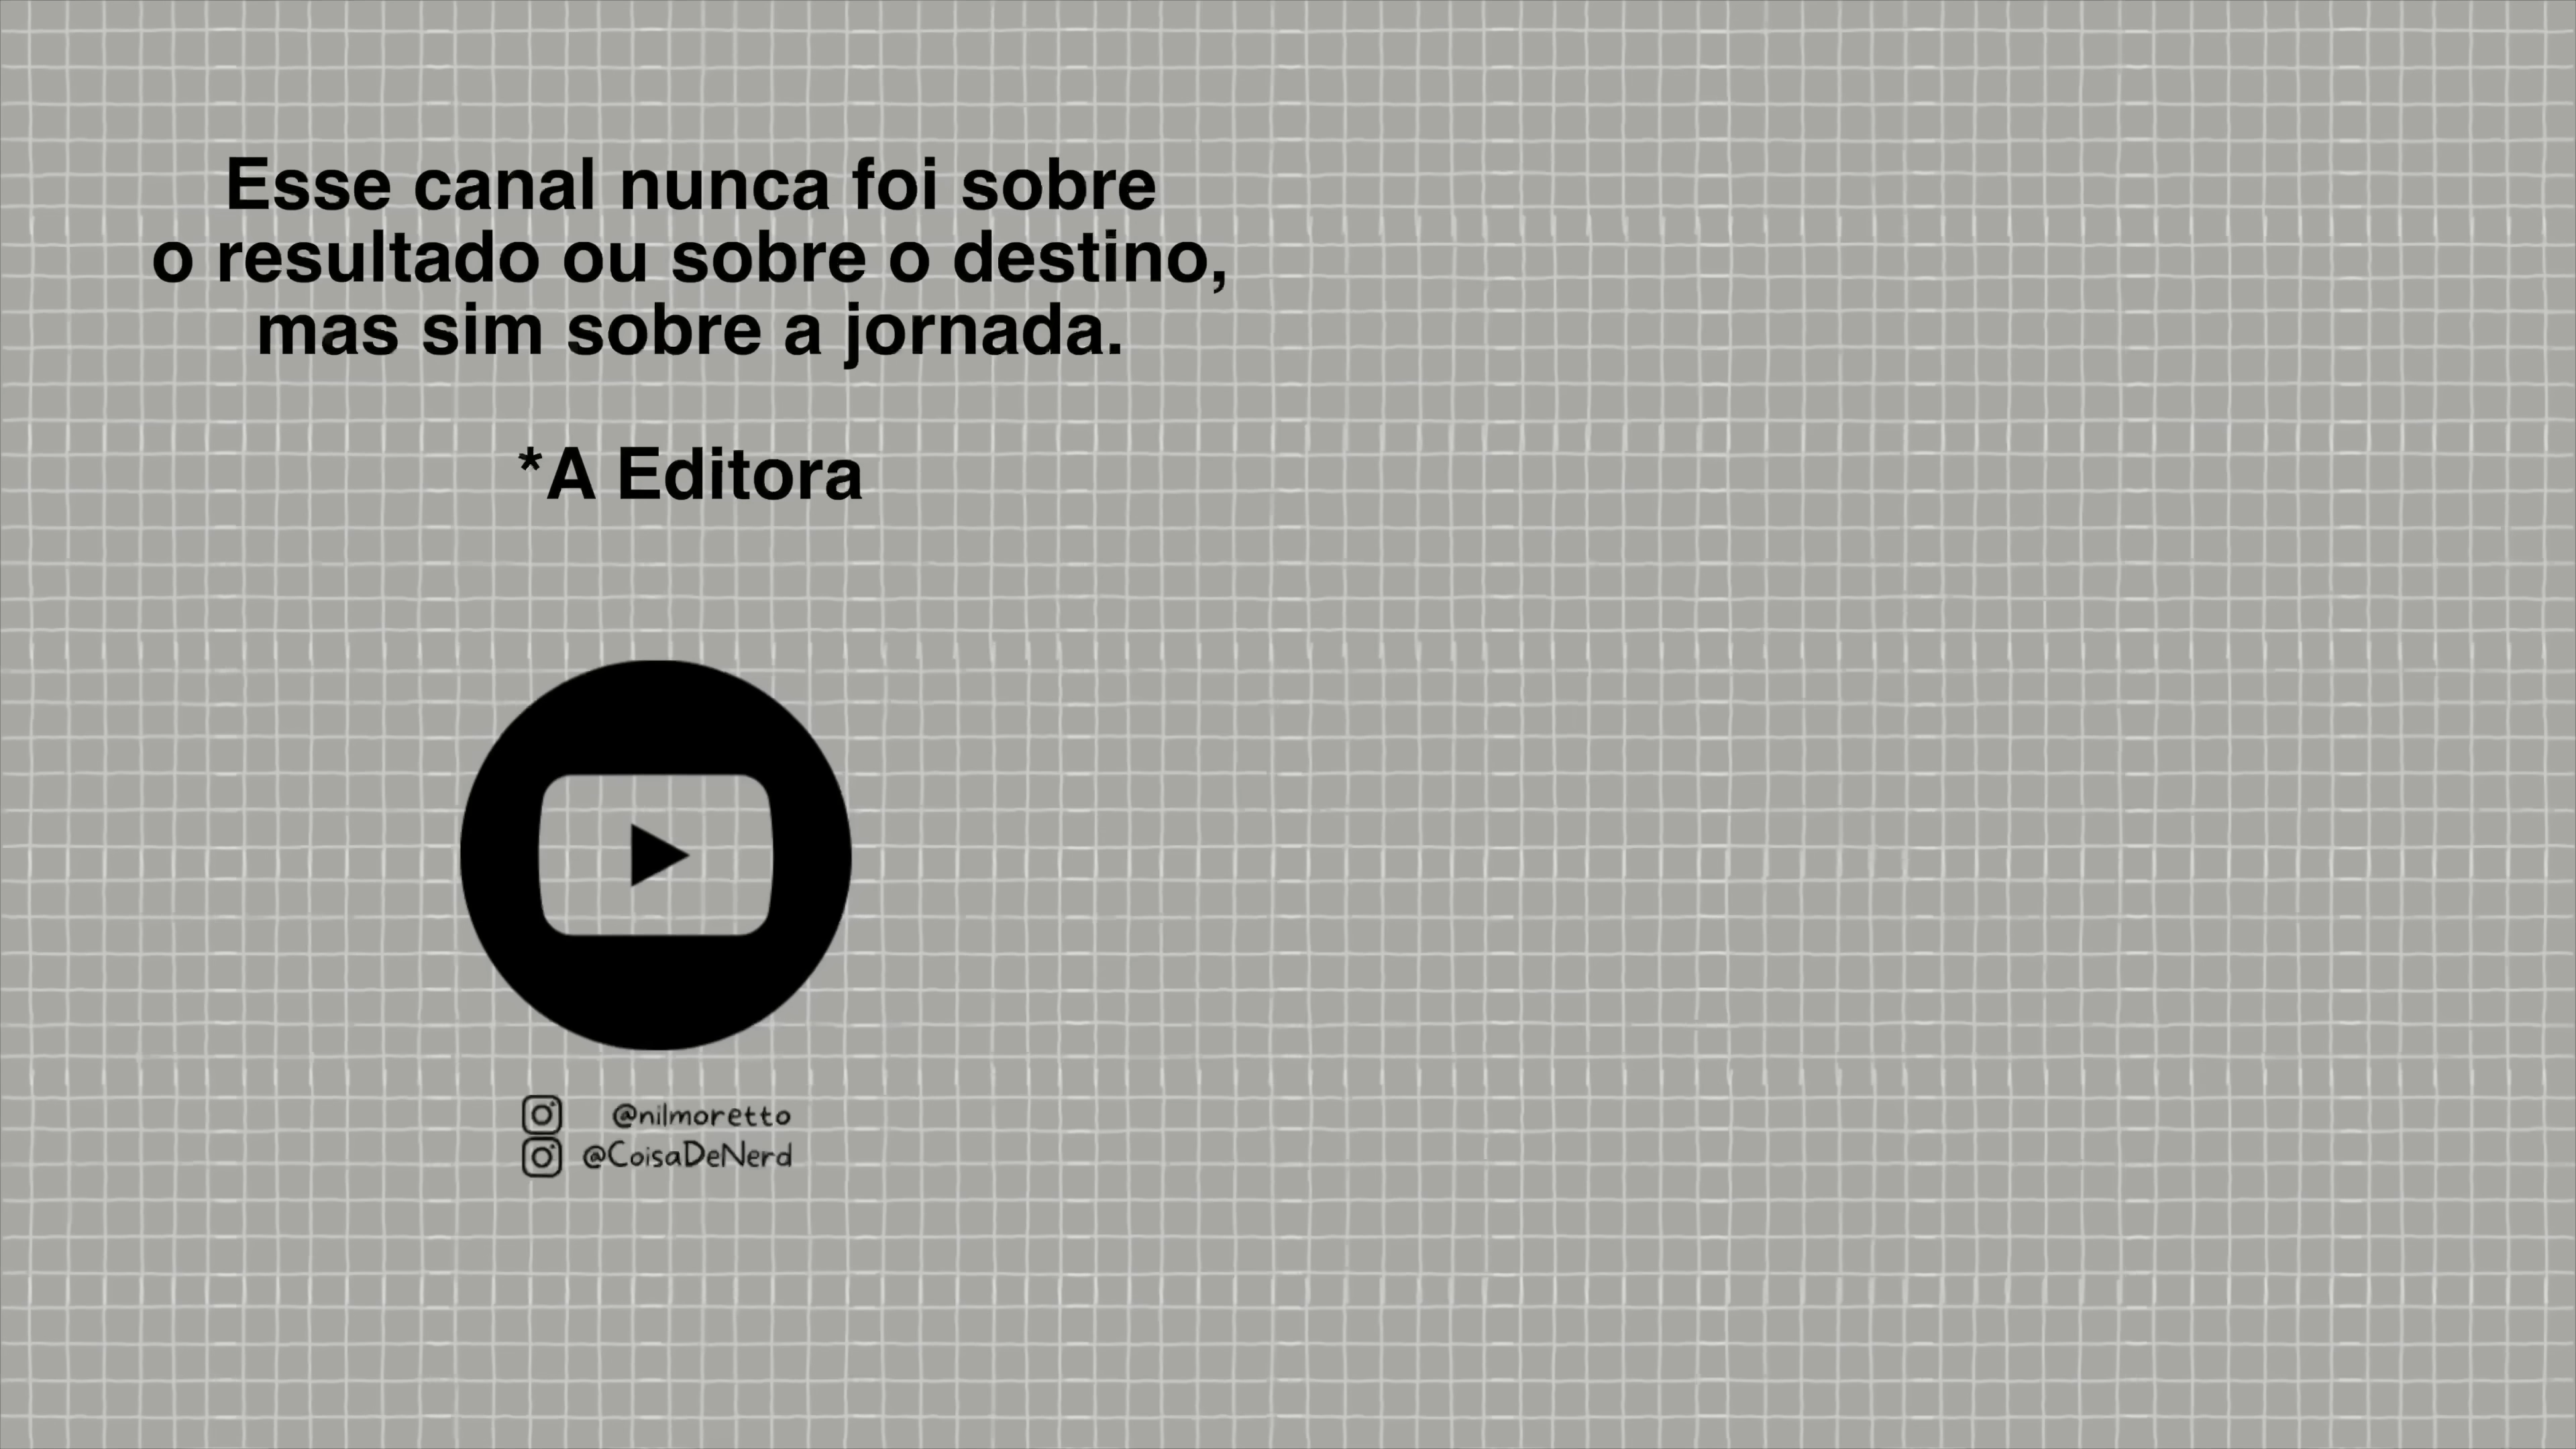 Esse canal nunca foi sobre
o resultado ou sobre o destino,
mas sim sobre a jornada.
*A Editora
@nilmoretto
@CoisaDeNerd